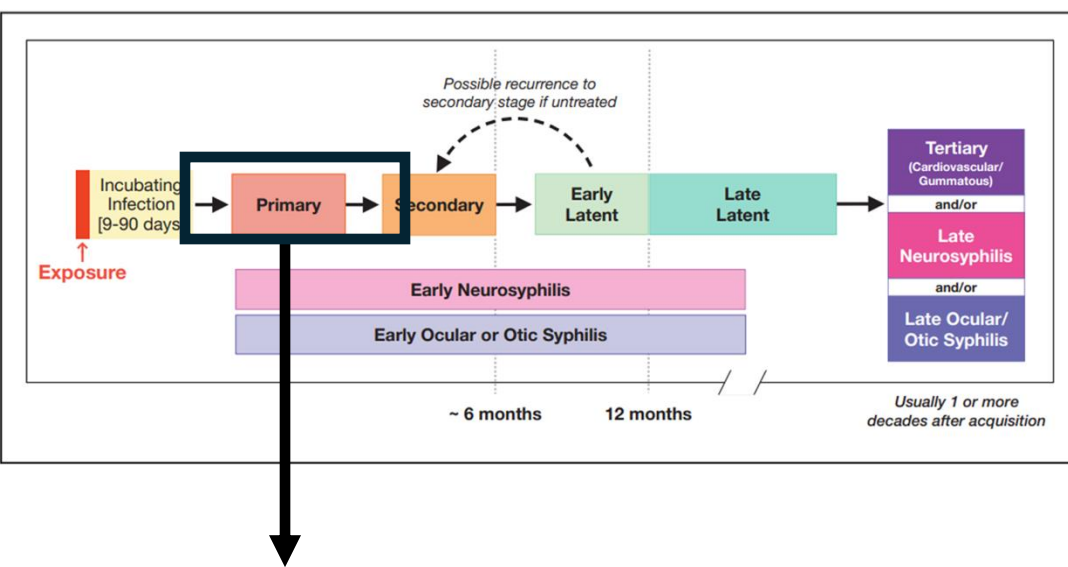 Possible recurrence to
secondary stage if untreated
Incubating
Infection
[9-90 days
Exposure
Primary
Secondary
Early
Latent
Late
Latent
Tertiary
(Cardiovascular/
Gummatous)
and/or
Late
Neurosyphilis
and/or
Late Ocular/
Otic Syphilis
Early Neurosyphilis
Early Ocular or Otic Syphilis
~ 6 months
12 months
Usually 1 or more
decades after acquisition